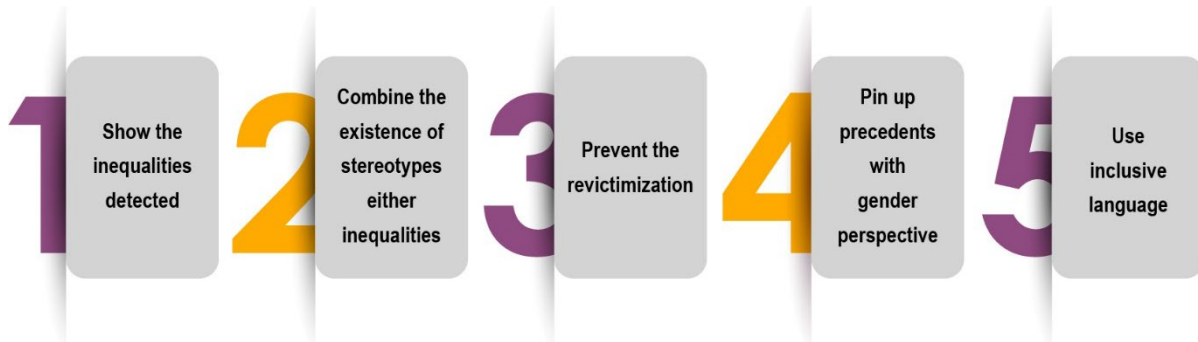 1
Show the
inequalities
detected
2
Combine the
existence of
stereotypes
either
inequalities
3
Prevent the
revictimization
4
Pin up
precedents
with
gender
perspective
5
Use
inclusive
language